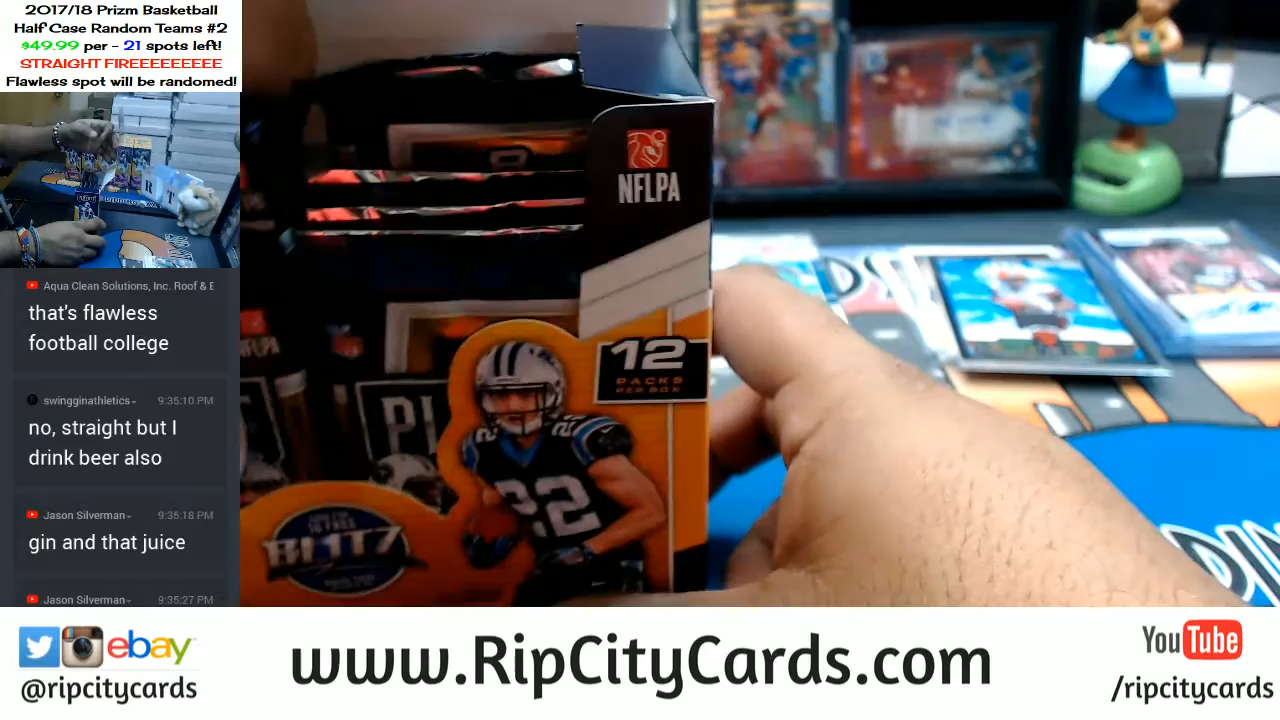 2017/18 Prizm Basketball
Half Case Random Teams #2
$49.99 per - 21 spots left!
STRAIGHT FIREEEEEEEEE
Flawless spot will be randomed!
Aqua Clean Solutions, Inc. Roof & E
that's flawless
football college
swingginathletics
9:35:10 PM
no, straight but I
drink beer also
Jason Silverman
9:35:18 PM
gin and that juice
Jason Silverman
9:35:27 PM
NFLPA
12
PACKS
PER BOX
22
BL1TZ
ebay
@ripcitycards
www.RipCityCards.com
YouTube
/ripcitycards